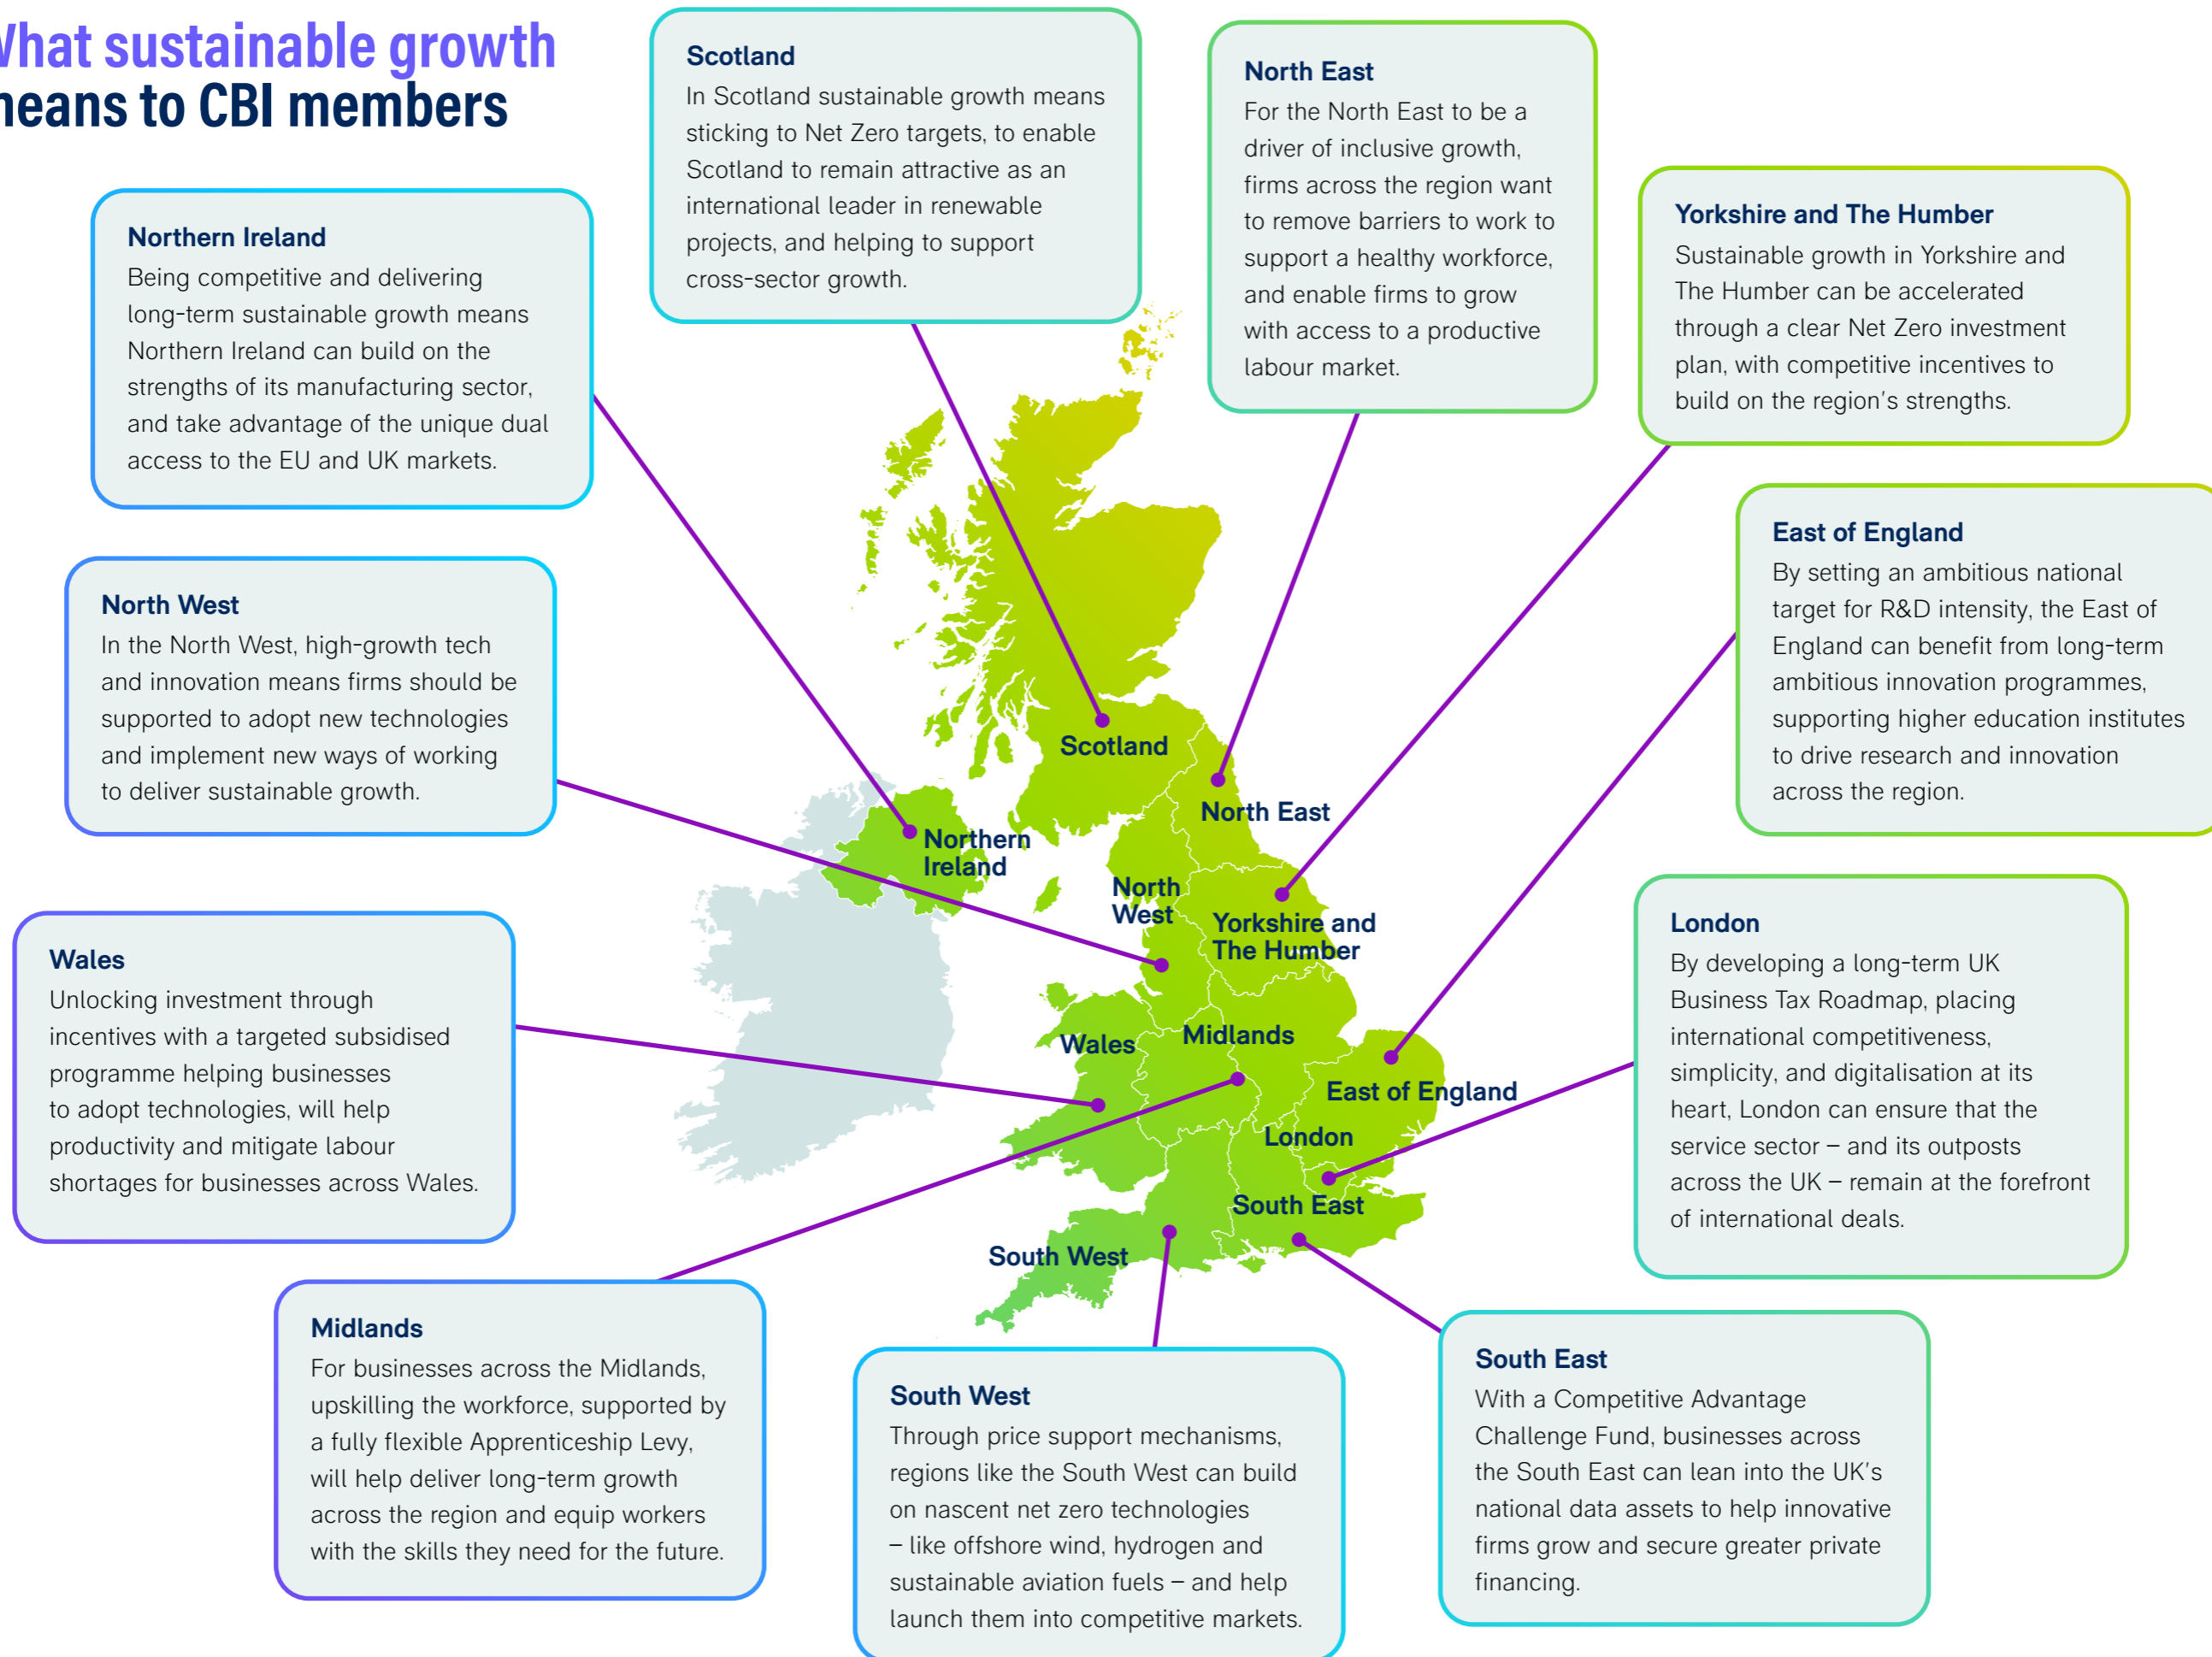 What sustainable growth
means to CBI members
Scotland
In Scotland sustainable growth means
sticking to Net Zero targets, to enable
Scotland to remain attractive as an
international leader in renewable
projects, and helping to support
cross-sector growth.
North East
For the North East to be a
driver of inclusive growth,
firms across the region want
to remove barriers to work to
support a healthy workforce,
and enable firms to grow
with access to a productive
labour market.
Yorkshire and The Humber
Sustainable growth in Yorkshire and
The Humber can be accelerated
through a clear Net Zero investment
plan, with competitive incentives to
build on the region's strengths.
Northern Ireland
Being competitive and delivering
long-term sustainable growth means
Northern Ireland can build on the
strengths of its manufacturing sector,
and take advantage of the unique dual
access to the EU and UK markets.
East of England
By setting an ambitious national
target for R&D intensity, the East of
England can benefit from long-term
ambitious innovation programmes,
supporting higher education institutes
to drive research and innovation
across the region.
North West
In the North West, high-growth tech
and innovation means firms should be
supported to adopt new technologies
and implement new ways of working
to deliver sustainable growth.
Scotland
North East
Northern
Ireland
North
West
Yorkshire and
The Humber
Wales
Midlands
East of England
London
South East
South West
Wales
Unlocking investment through
incentives with a targeted subsidised
programme helping businesses
to adopt technologies, will help
productivity and mitigate labour
shortages for businesses across Wales.
London
By developing a long-term UK
Business Tax Roadmap, placing
international competitiveness,
simplicity, and digitalisation at its
heart, London can ensure that the
service sector – and its outposts
across the UK – remain at the forefront
of international deals.
Midlands
For businesses across the Midlands,
upskilling the workforce, supported by
a fully flexible Apprenticeship Levy,
will help deliver long-term growth
across the region and equip workers
with the skills they need for the future.
South West
Through price support mechanisms,
regions like the South West can build
on nascent net zero technologies
– like offshore wind, hydrogen and
sustainable aviation fuels – and help
launch them into competitive markets.
South East
With a Competitive Advantage
Challenge Fund, businesses across
the South East can lean into the UK's
national data assets to help innovative
firms grow and secure greater private
financing.